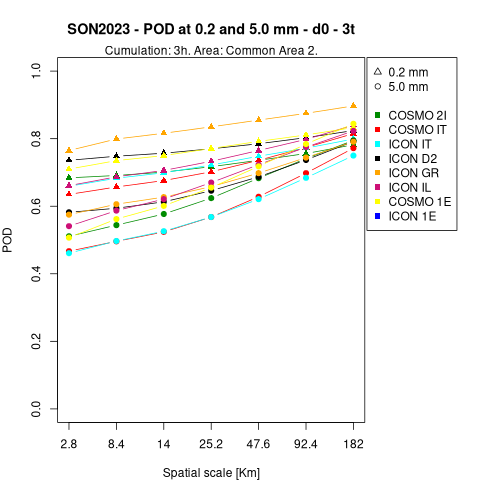 SON2023 - POD at 0.2 and 5.0 mm - d0 - 3t
Cumulation: 3h. Area: Common Area 2.
0.2 mm
5.0 mm
COSMO 2I
COSMO IT
ICON IT
ICON D2
ICON GR
ICON IL
COSMO 1E
ICON 1E
POD
1.0
0.8
0.6
0.4
0.2
0.0
2.8 8.4 14 25.2 47.6 92.4 182
Spatial scale [Km]